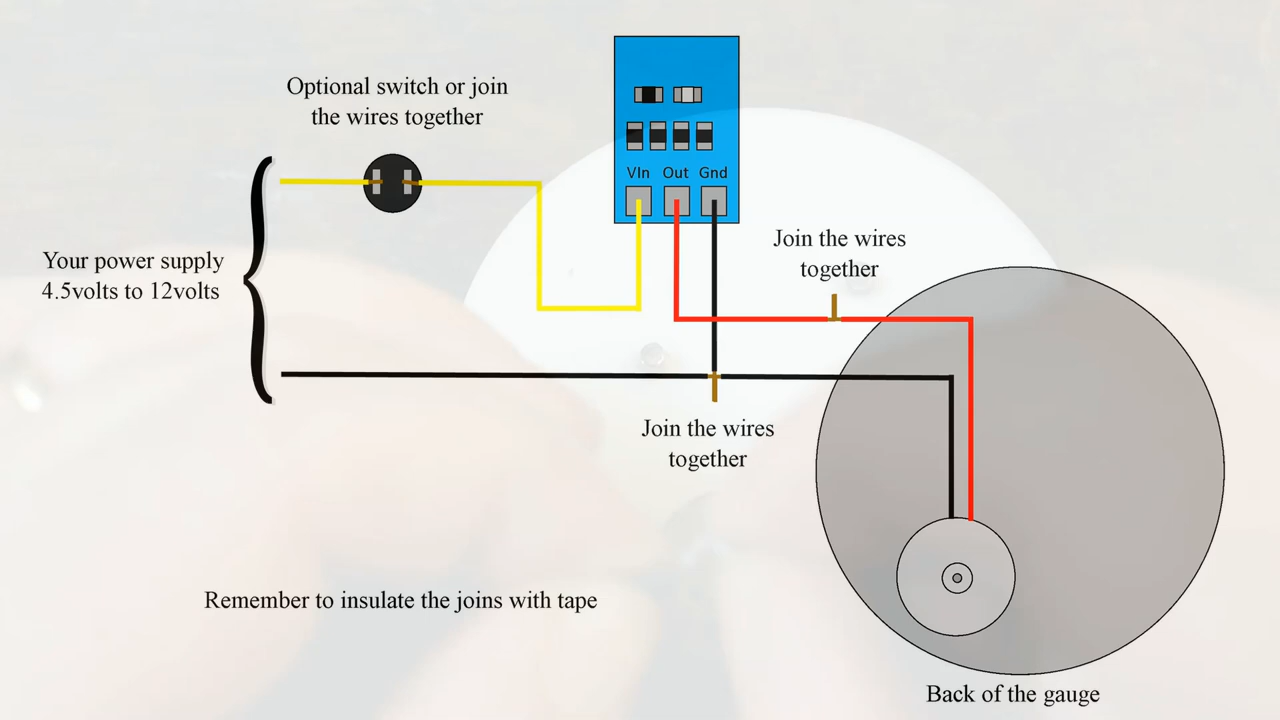 Optional switch or join
the wires together
VIn Out Gnd
Join the wires
together
Your power supply
4.5volts to 12volts
Join the wires
together
Remember to insulate the joins with tape
Back of the gauge